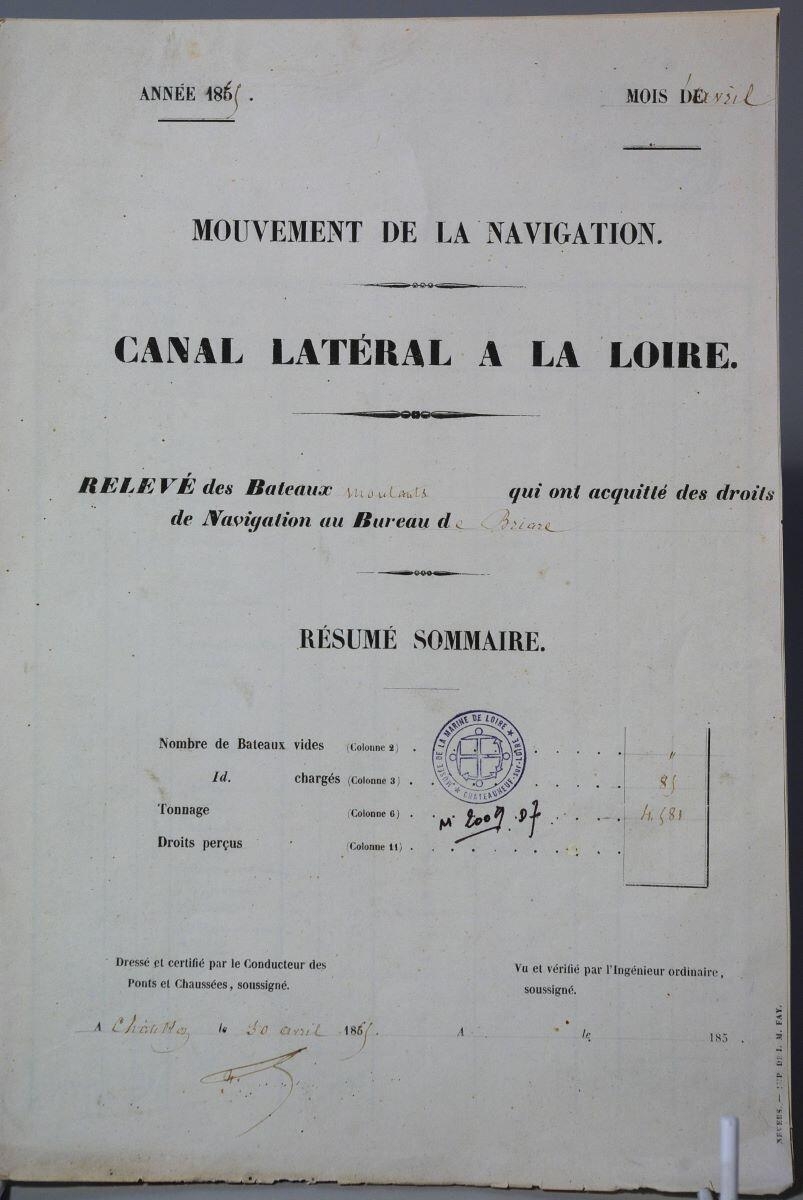 ANNÉE 1855.
MOIS D'avril
MOUVEMENT DE LA NAVIGATION.
CANAL LATÉRAL A LA LOIRE.
RELEVÉ des Bateaux montants qui ont acquitté des droits
de Navigation au Bureau de Briare
RÉSUMÉ SOMMAIRE.
MUSÉE DE LA MARINE DE LOIRE ★ CHATEAUNEUF-sur-LOIRE ★
Nombre de Bateaux vides (Colonne 2) . . . . . "
Id. chargés (Colonne 3) . . . . . 85
Tonnage (Colonne 6) . . . . . 4.581
M 2009 D7
Droits perçus (Colonne 11) . . . . .
Dressé et certifié par le Conducteur des
Ponts et Chaussées, soussigné.
A le 30 avril 1855.
Vu et vérifié par l'Ingénieur ordinaire,
soussigné.
A le 185 .
NEVERS. — IMP. DE I. M. FAY.